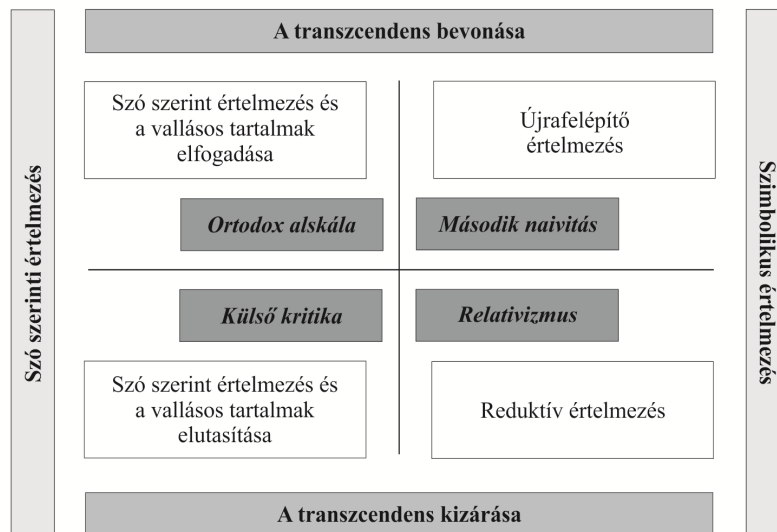 A transzcendens bevonása
Szó szerinti értelmezés
Szó szerint értelmezés és
a vallásos tartalmak
elfogadása
Újrafelépítő
értelmezés
Szimbolikus értelmezés
Ortodox alskála
Második naivitás
Külső kritika
Relativizmus
Szó szerint értelmezés és
a vallásos tartalmak
elutasítása
Reduktív értelmezés
A transzcendens kizárása